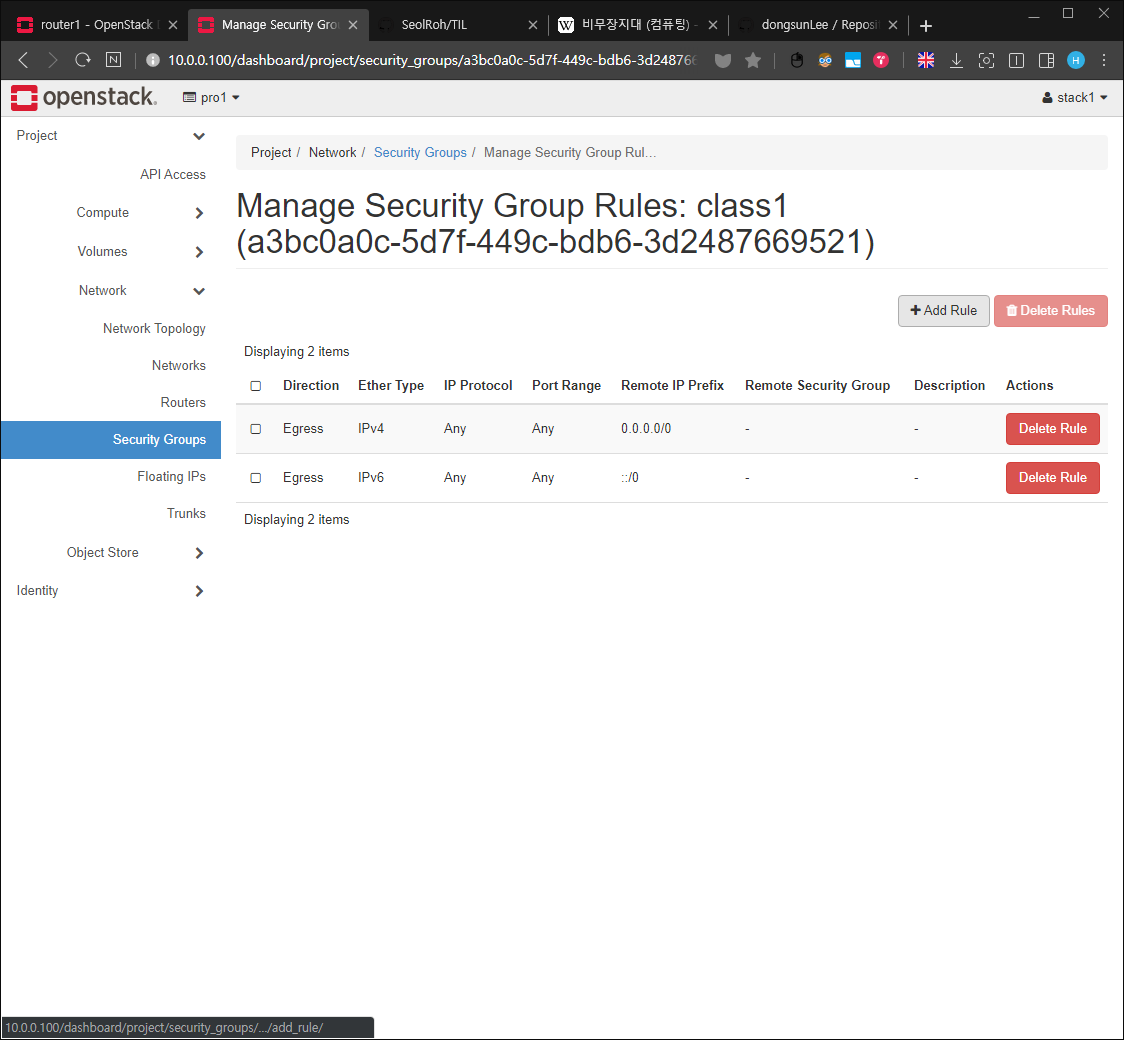 router1 - OpenStack
Manage Security Gro
SeolRoh/TIL
비무장지대 (컴퓨팅) -
dongsunLee / Reposi
N
10.0.0.100/dashboard/project/security_groups/a3bc0a0c-5d7f-449c-bdb6-3d24876
H
openstack.
pro1
stack1
Project
API Access
Compute
Volumes
Network
Network Topology
Networks
Routers
Security Groups
Floating IPs
Trunks
Object Store
Identity
Project / Network / Security Groups / Manage Security Group Rul…
Manage Security Group Rules: class1
(a3bc0a0c-5d7f-449c-bdb6-3d2487669521)
+ Add Rule
Delete Rules
Displaying 2 items
Direction Ether Type IP Protocol Port Range Remote IP Prefix Remote Security Group Description Actions
Egress IPv4 Any Any 0.0.0.0/0 - - Delete Rule
Egress IPv6 Any Any ::/0 - - Delete Rule
Displaying 2 items
10.0.0.100/dashboard/project/security_groups/.../add_rule/